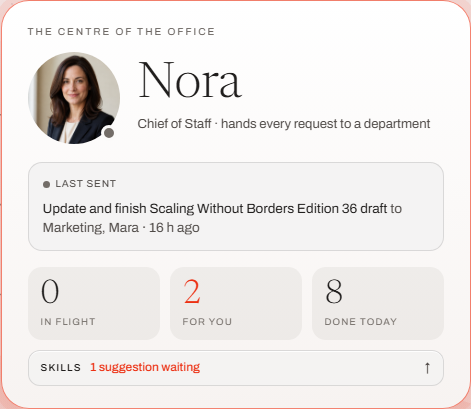 THE CENTRE OF THE OFFICE
Nora
Chief of Staff · hands every request to a department
LAST SENT
Update and finish Scaling Without Borders Edition 36 draft to
Marketing, Mara · 16 h ago
0
IN FLIGHT
2
FOR YOU
8
DONE TODAY
SKILLS 1 suggestion waiting ↑